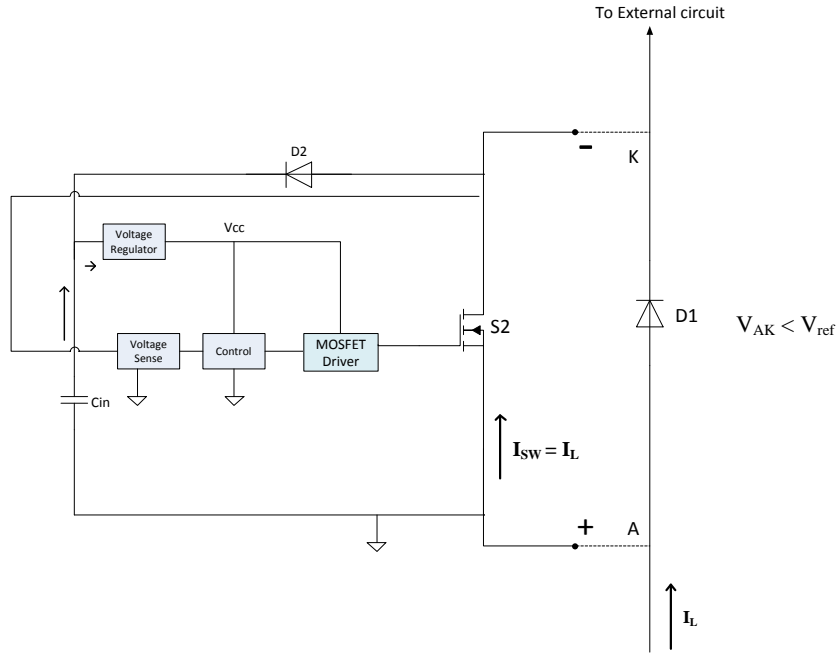 To External circuit
D2
-
K
Voltage
Regulator
Vcc
S2
D1
V_AK < V_ref
Voltage
Sense
Control
MOSFET
Driver
Cin
I_SW = I_L
+
A
I_L